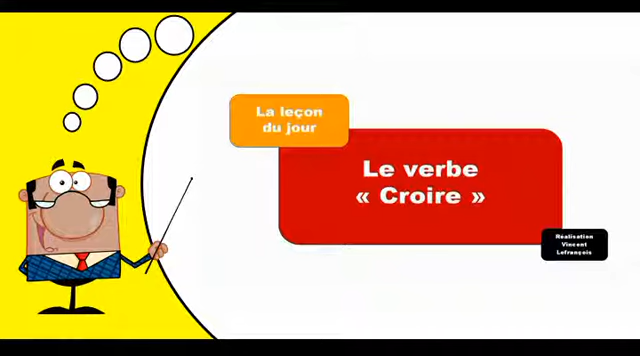 La leçon
du jour
Le verbe
« Croire »
Réalisation
Vincent
Lefrançois